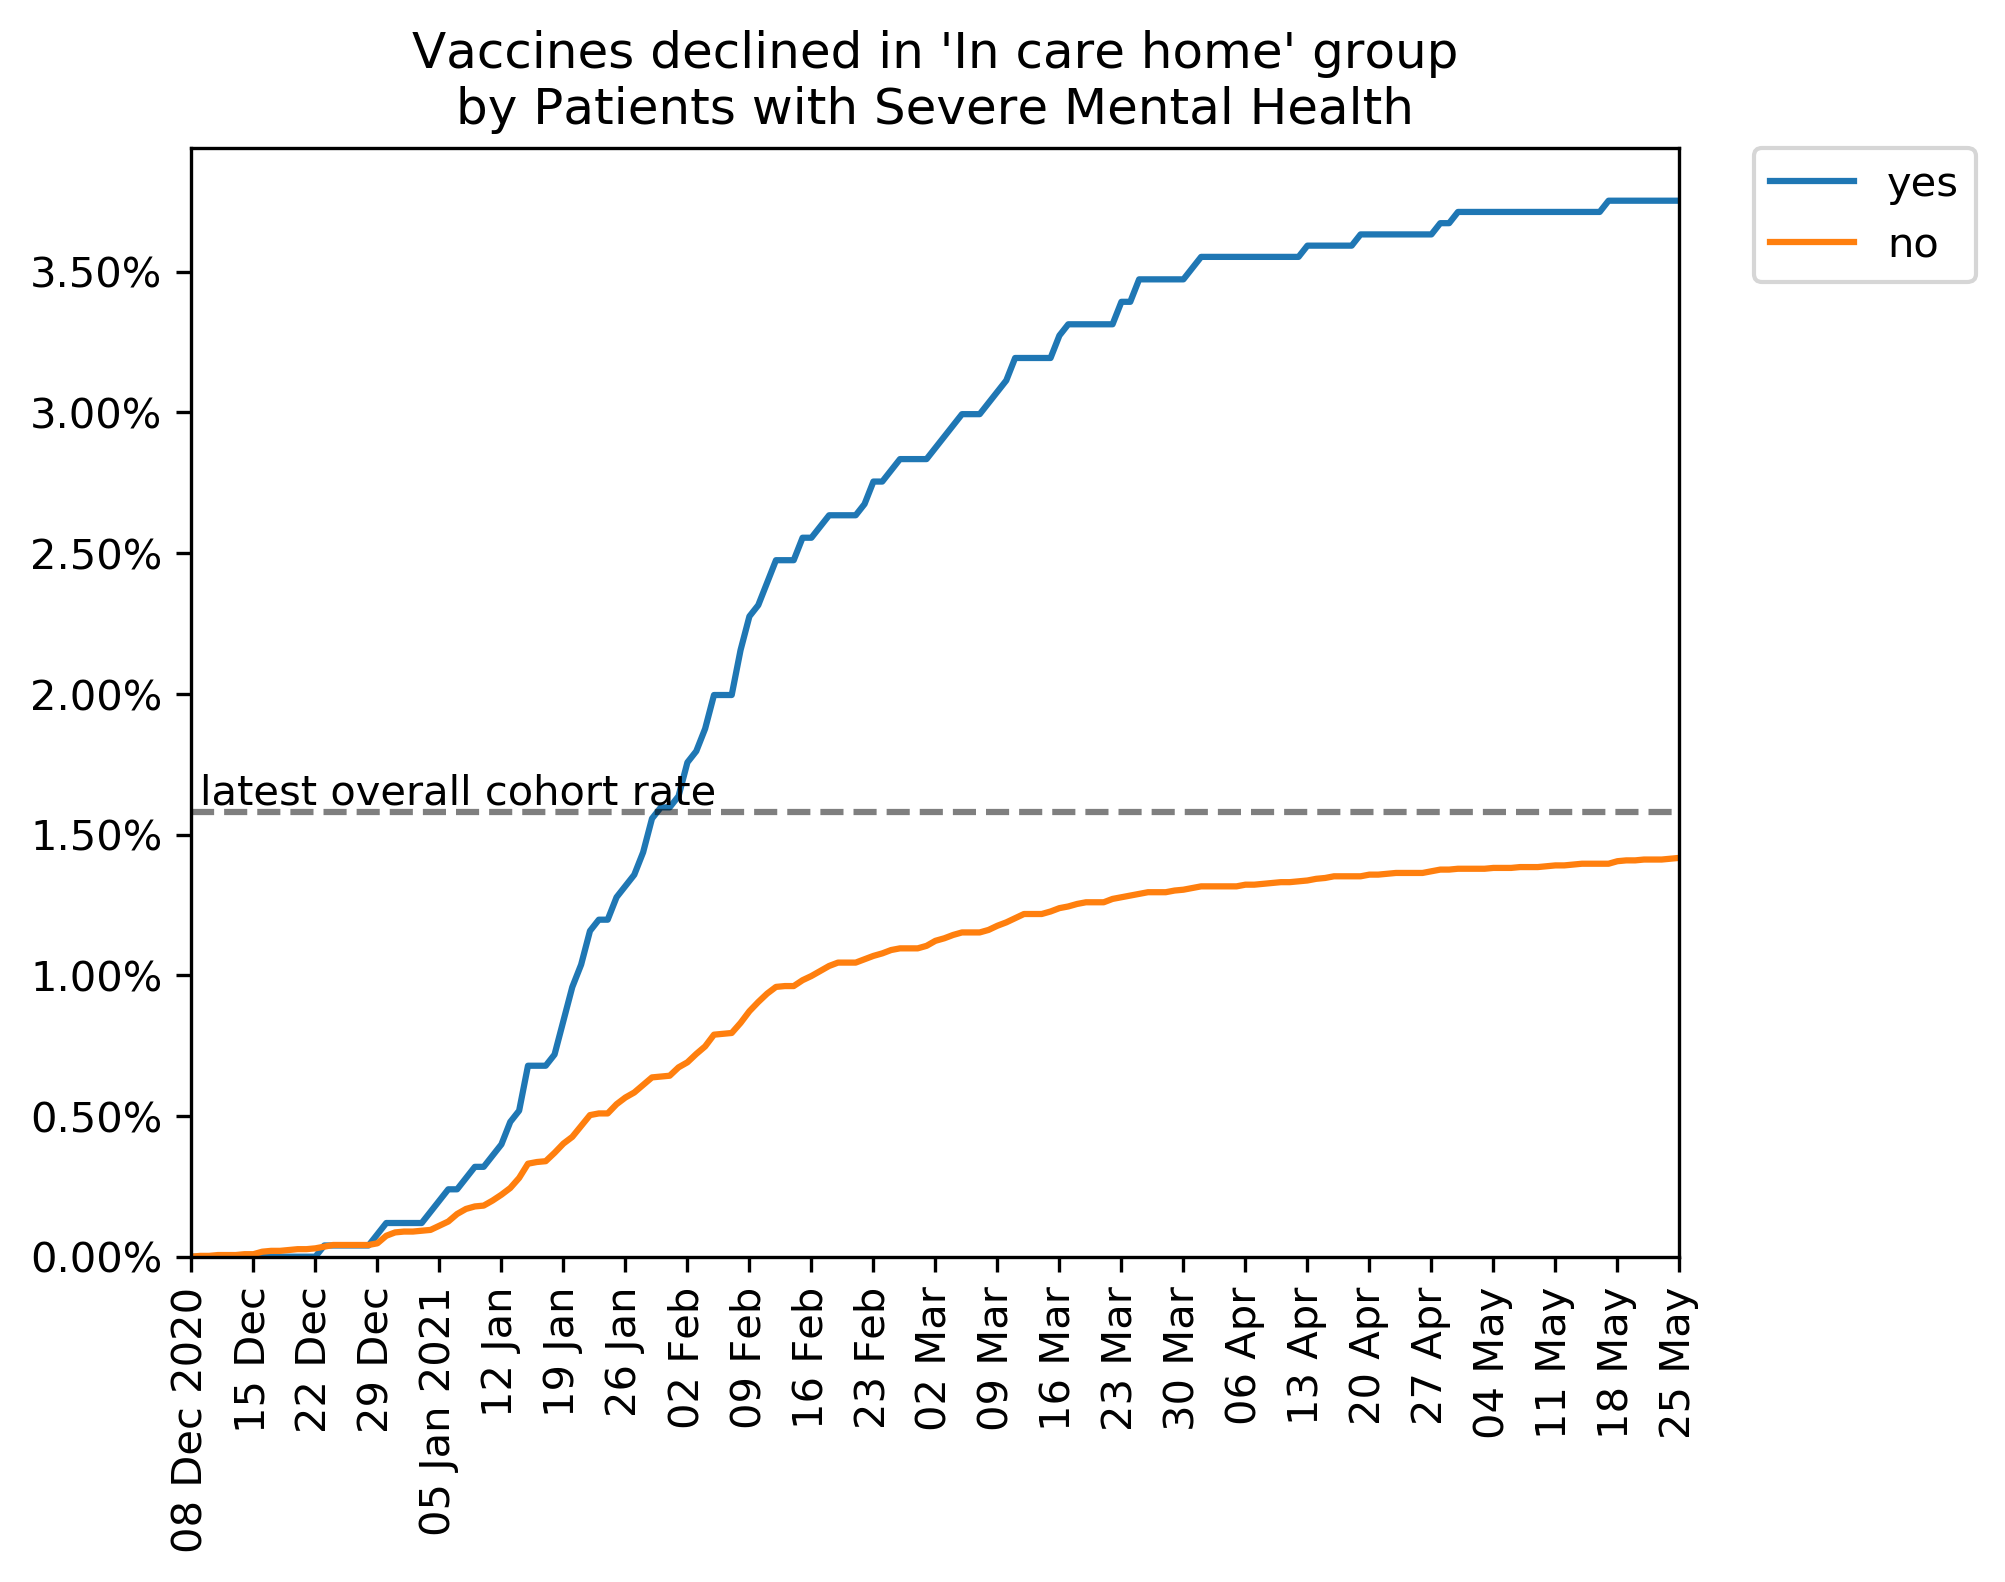 Vaccines declined in 'In care home' group
by Patients with Severe Mental Health
yes
no
3.50%
3.00%
2.50%
2.00%
latest overall cohort rate
1.50%
1.00%
0.50%
0.00%
08 Dec 2020
15 Dec
22 Dec
29 Dec
05 Jan 2021
12 Jan
19 Jan
26 Jan
02 Feb
09 Feb
16 Feb
23 Feb
02 Mar
09 Mar
16 Mar
23 Mar
30 Mar
06 Apr
13 Apr
20 Apr
27 Apr
04 May
11 May
18 May
25 May